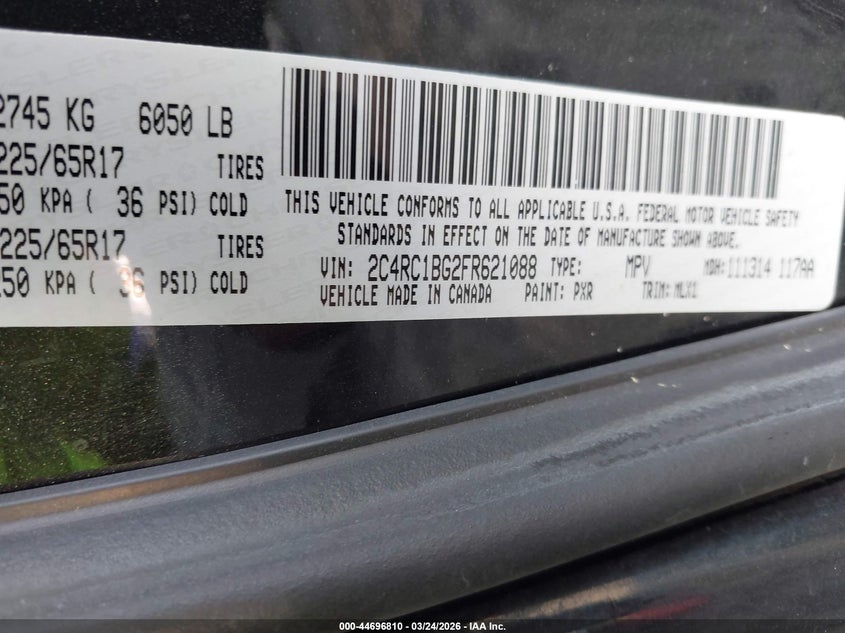 2745 KG 6050 LB
225/65R17 TIRES
50 KPA ( 36 PSI) COLD
225/65R17 TIRES
250 KPA ( 36 PSI) COLD
THIS VEHICLE CONFORMS TO ALL APPLICABLE U.S.A. FEDERAL MOTOR VEHICLE SAFETY
STANDARDS IN EFFECT ON THE DATE OF MANUFACTURE SHOWN ABOVE.
VIN: 2C4RC1BG2FR621088 TYPE: MPV MDH: 111314 117AA
VEHICLE MADE IN CANADA PAINT: PXR TRIM: MLX1
000-44696810 - 03/24/2026 - IAA Inc.